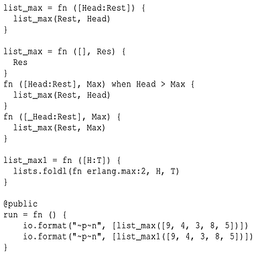 list_max = fn ([Head:Rest]) {
  list_max(Rest, Head)
}

list_max = fn ([], Res) {
  Res
}
fn ([Head:Rest], Max) when Head > Max {
  list_max(Rest, Head)
}
fn ([_Head:Rest], Max) {
  list_max(Rest, Max)
}

list_max1 = fn ([H:T]) {
  lists.foldl(fn erlang.max:2, H, T)
}

@public
run = fn () {
    io.format("~p~n", [list_max([9, 4, 3, 8, 5])])
    io.format("~p~n", [list_max1([9, 4, 3, 8, 5])])
}